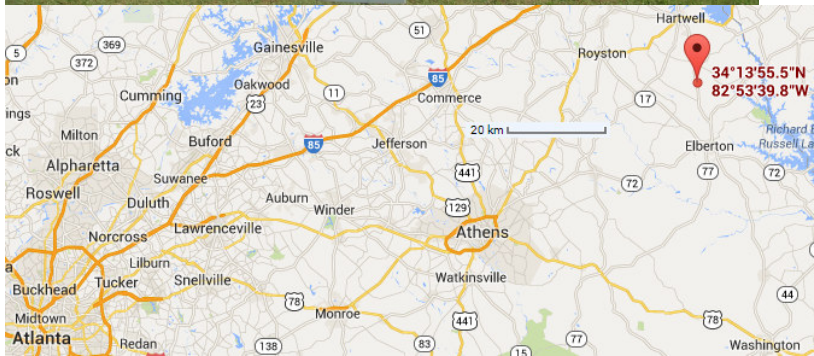 Hartwell
51
369
5
Gainesville
Royston
372
on
34°13'55.5"N
82°53'39.8"W
85
Oakwood
Cumming
11
Commerce
17
23
20 km
Milton
Buford
85
Jefferson
Richard B
Russell La
ck
Elberton
Alpharetta
441
77
72
Suwanee
72
Roswell
Auburn
Duluth
Winder
129
Lawrenceville
Athens
Norcross
a
Lilburn
Snellville
Watkinsville
Buckhead
Tucker
44
78
Midtown
Monroe
441
78
Atlanta
77
Redan
138
83
15
Washington